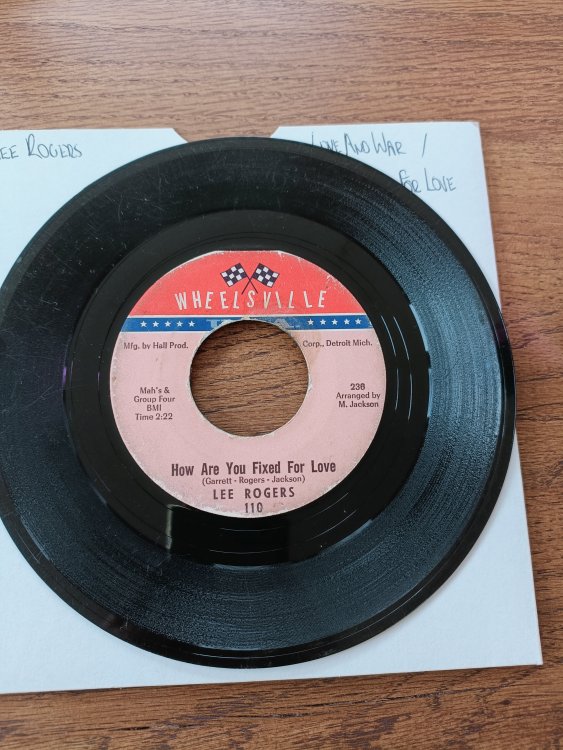 EE ROGERS
LOVE AND WAR /
FOR LOVE
WHEELSVILLE
U.S.A.
Mfg. by Hall Prod. Corp., Detroit Mich.
Mah's &
Group Four
BMI
Time 2:22
236
Arranged by
M. Jackson
How Are You Fixed For Love
(Garrett - Rogers - Jackson)
LEE ROGERS
110